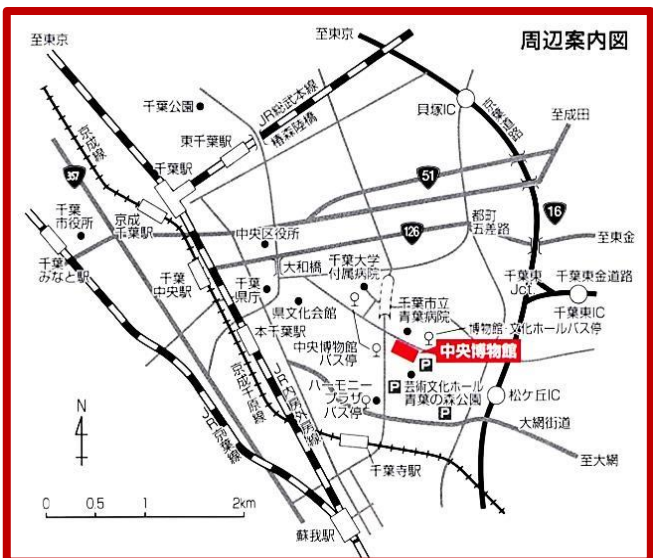 周辺案内図
至東京
至東京
千葉公園
JR総武本線
椿森陸橋
貝塚IC
京葉道路
至成田
京成線
東千葉駅
千葉駅
357
51
16
千葉
市役所
京成
千葉駅
中央区役所
126
都町
五差路
至東金
千葉
みなと駅
千葉
中央駅
大和橋
千葉大学
付属病院
千葉
県庁
千葉東
Jct.
千葉東金道路
千葉東IC
県文化会館
千葉市立
青葉病院
博物館・文化ホールバス停
本千葉駅
中央博物館
バス停
中央博物館
P
京成千原線
JR内房外房線
ハーモニー
プラザ
バス停
P
芸術文化ホール
青葉の森公園
P
松ケ丘IC
大網街道
JR京葉線
N
千葉寺駅
至大網
0 0.5 1 2km
蘇我駅